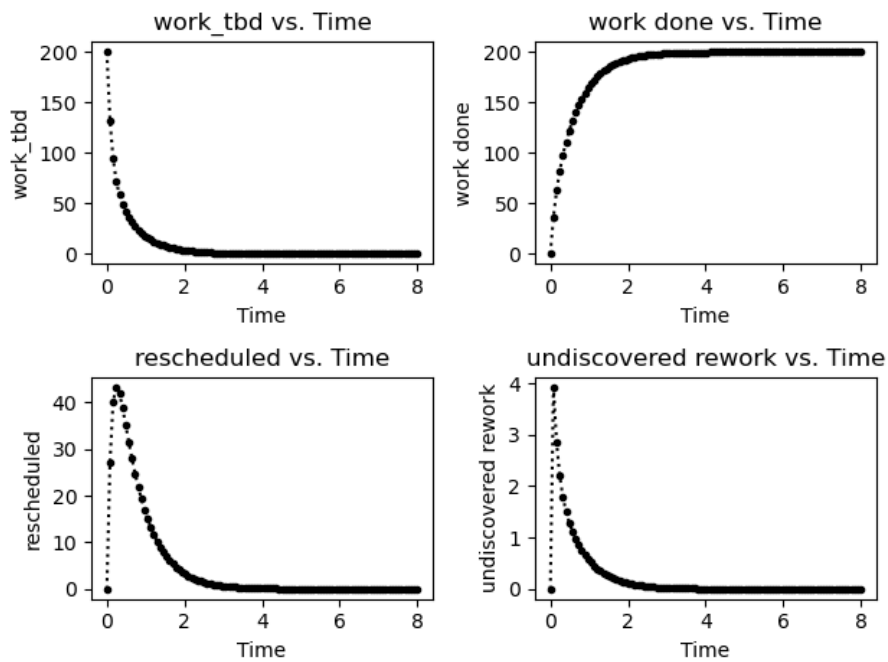 work_tbd vs. Time
work_tbd
200
150
100
50
0
0 2 4 6 8
Time
work done vs. Time
work done
200
150
100
50
0
0 2 4 6 8
Time
rescheduled vs. Time
rescheduled
40
30
20
10
0
0 2 4 6 8
Time
undiscovered rework vs. Time
undiscovered rework
4
3
2
1
0
0 2 4 6 8
Time